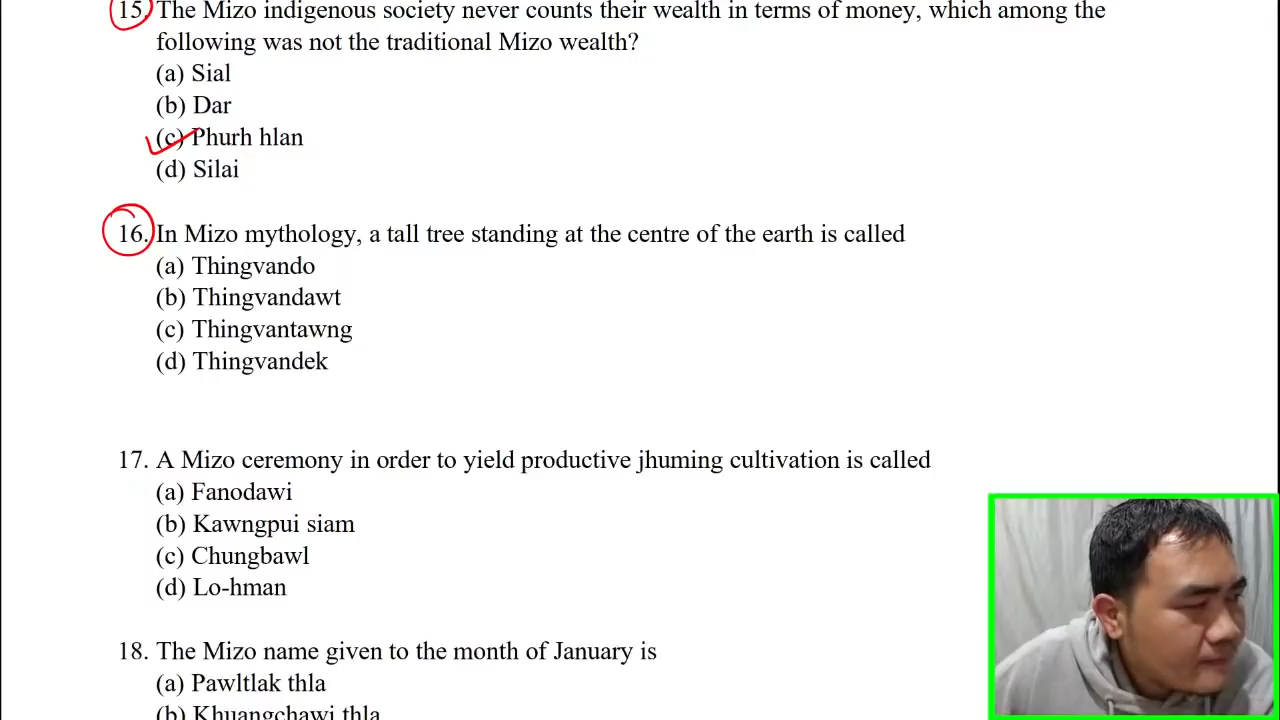 15. The Mizo indigenous society never counts their wealth in terms of money, which among the
following was not the traditional Mizo wealth?
(a) Sial
(b) Dar
(c) Phurh hlan
(d) Silai
16. In Mizo mythology, a tall tree standing at the centre of the earth is called
(a) Thingvando
(b) Thingvandawt
(c) Thingvantawng
(d) Thingvandek
17. A Mizo ceremony in order to yield productive jhuming cultivation is called
(a) Fanodawi
(b) Kawngpui siam
(c) Chungbawl
(d) Lo-hman
18. The Mizo name given to the month of January is
(a) Pawltlak thla
(b) Khuangchawi thla